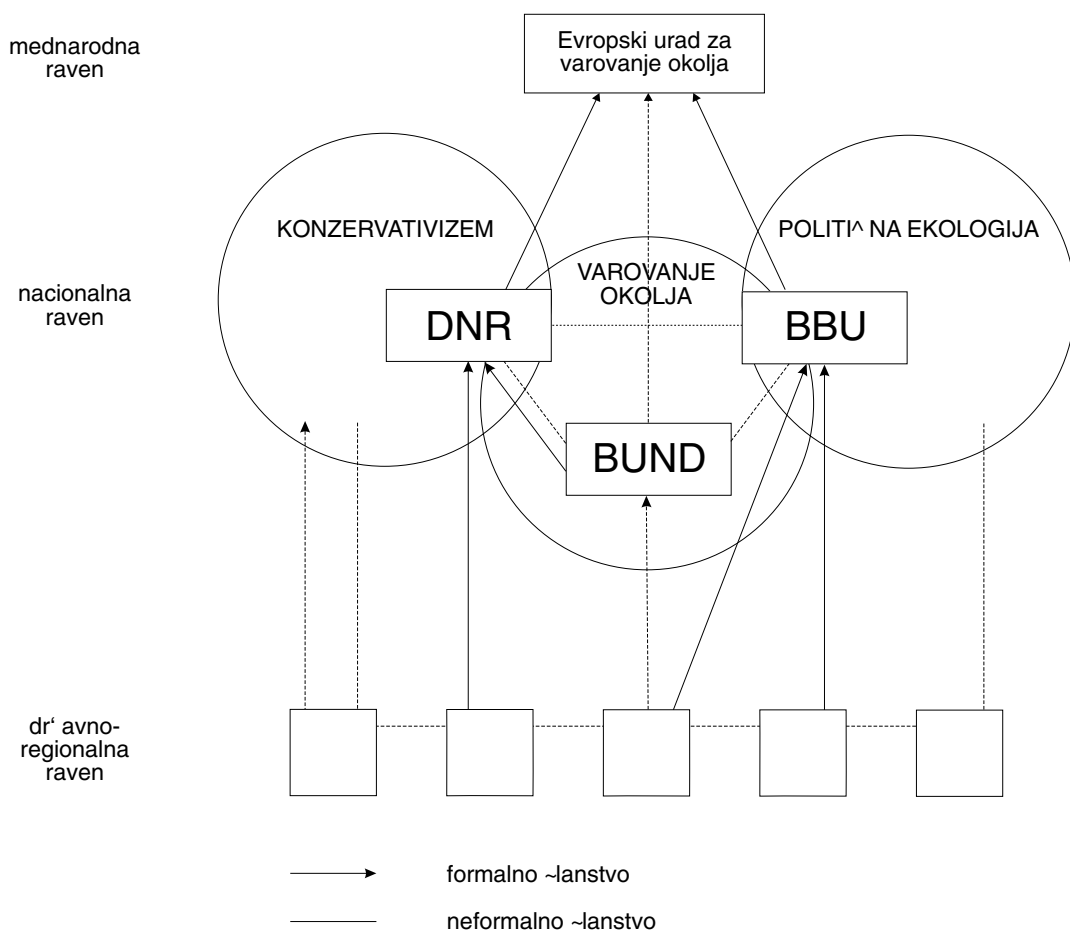 mednarodna
raven
Evropski urad za
varovanje okolja
KONZERVATIVIZEM
POLITI^ NA EKOLOGIJA
VAROVANJE
OKOLJA
nacionalna
raven
DNR
BBU
BUND
dr‘ avno-
regionalna
raven
formalno ~lanstvo
neformalno ~lanstvo